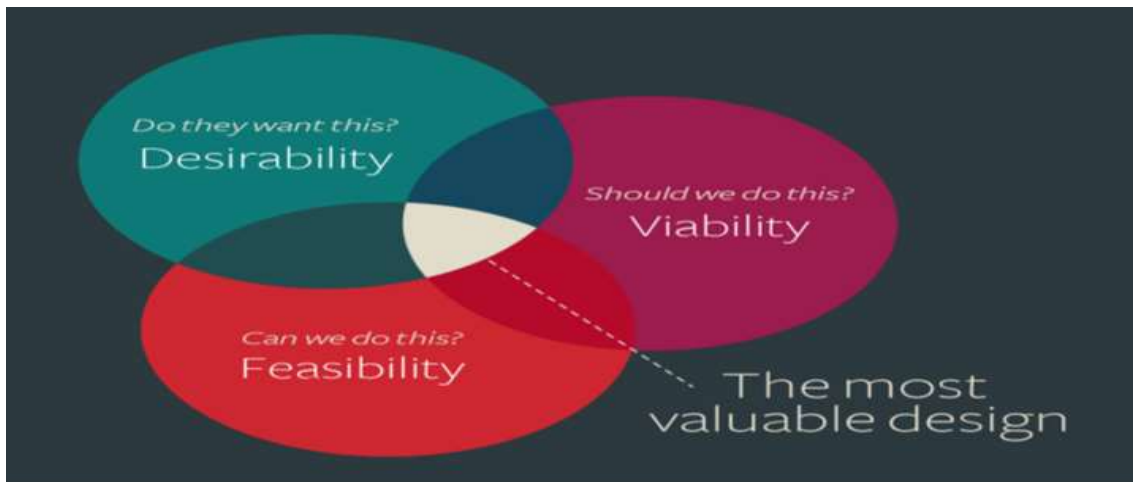 Do they want this?
Desirability
Should we do this?
Viability
Can we do this?
Feasibility
The most
valuable design